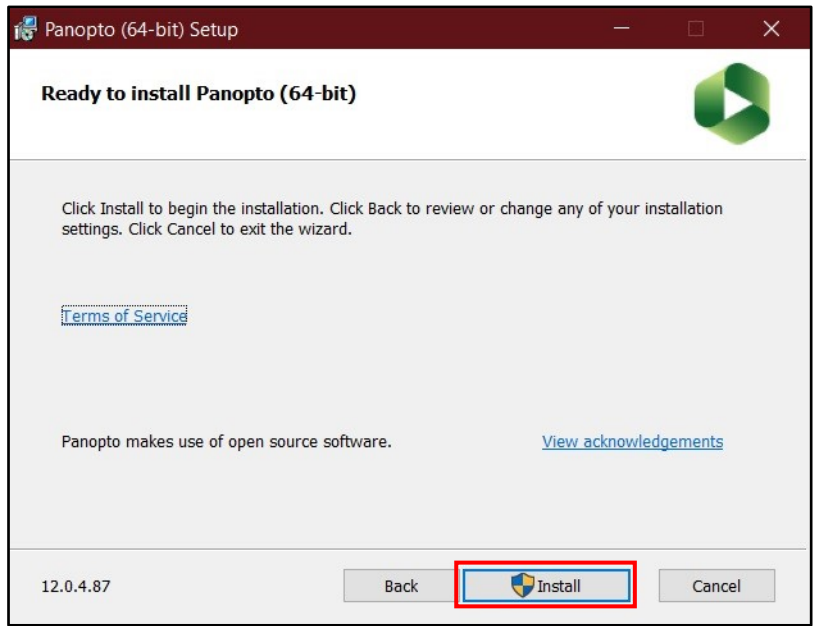 Panopto (64-bit) Setup
Ready to install Panopto (64-bit)
Click Install to begin the installation. Click Back to review or change any of your installation
settings. Click Cancel to exit the wizard.
Terms of Service
Panopto makes use of open source software.
View acknowledgements
12.0.4.87
Back
Install
Cancel